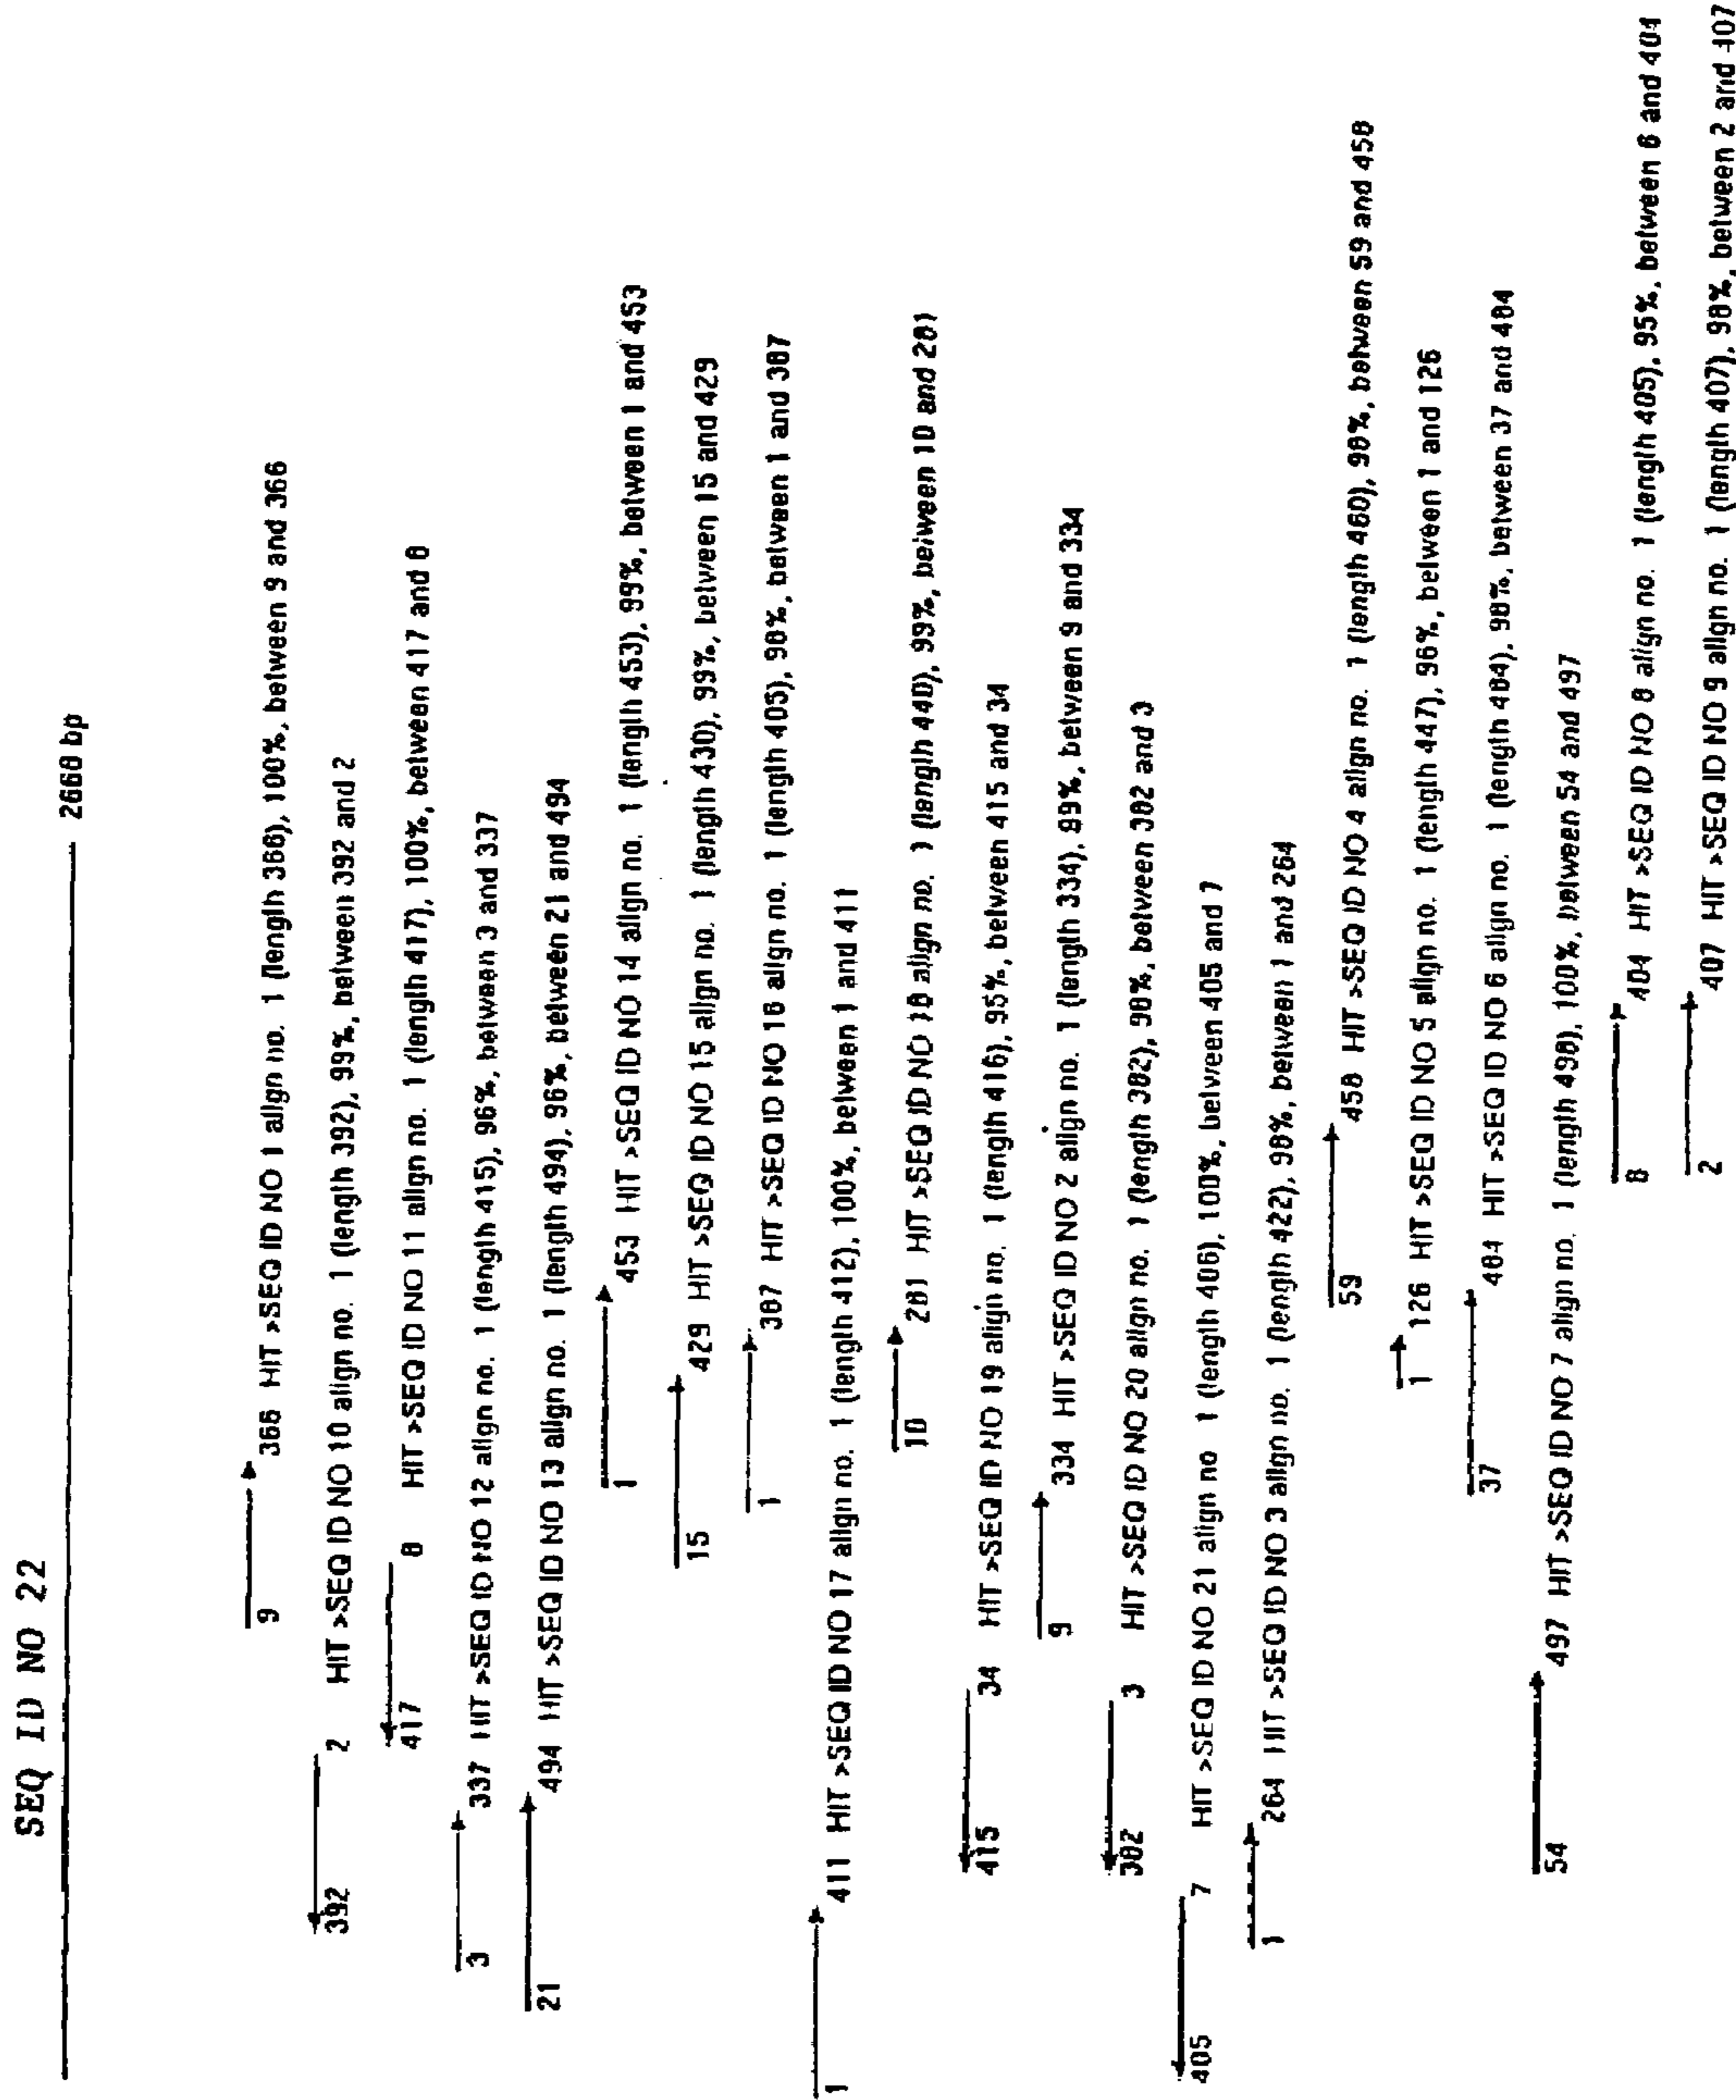 SEQ ID NO 22
2668 bp
9 366 HIT >SEQ ID NO 1 align no. 1 (length 366), 100%, between 9 and 366
392 2 HIT >SEQ ID NO 10 align no. 1 (length 392), 99%, between 392 and 2
417 8 HIT >SEQ ID NO 11 align no. 1 (length 417), 100%, between 417 and 8
3 337 HIT >SEQ ID NO 12 align no. 1 (length 415), 96%, between 3 and 337
21 494 HIT >SEQ ID NO 13 align no. 1 (length 494), 96%, between 21 and 494
1 453 HIT >SEQ ID NO 14 align no. 1 (length 453), 99%, between 1 and 453
15 429 HIT >SEQ ID NO 15 align no. 1 (length 430), 99%, between 15 and 429
1 387 HIT >SEQ ID NO 16 align no. 1 (length 405), 98%, between 1 and 387
1 411 HIT >SEQ ID NO 17 align no. 1 (length 412), 100%, between 1 and 411
10 281 HIT >SEQ ID NO 18 align no. 1 (length 440), 99%, between 10 and 281
415 34 HIT >SEQ ID NO 19 align no. 1 (length 416), 95%, between 415 and 34
9 334 HIT >SEQ ID NO 2 align no. 1 (length 334), 99%, between 9 and 334
382 3 HIT >SEQ ID NO 20 align no. 1 (length 382), 98%, between 382 and 3
405 7 HIT >SEQ ID NO 21 align no 1 (length 406), 100%, between 405 and 7
1 264 HIT >SEQ ID NO 3 align no. 1 (length 422), 98%, between 1 and 264
59 458 HIT >SEQ ID NO 4 align no. 1 (length 460), 98%, between 59 and 458
1 126 HIT >SEQ ID NO 5 align no. 1 (length 447), 96%, between 1 and 126
37 484 HIT >SEQ ID NO 6 align no. 1 (length 484), 98%, between 37 and 484
54 497 HIT >SEQ ID NO 7 align no. 1 (length 498), 100%, between 54 and 497
8 404 HIT >SEQ ID NO 8 align no. 1 (length 405), 95%, between 8 and 404
2 407 HIT >SEQ ID NO 9 align no. 1 (length 407), 98%, between 2 and 407